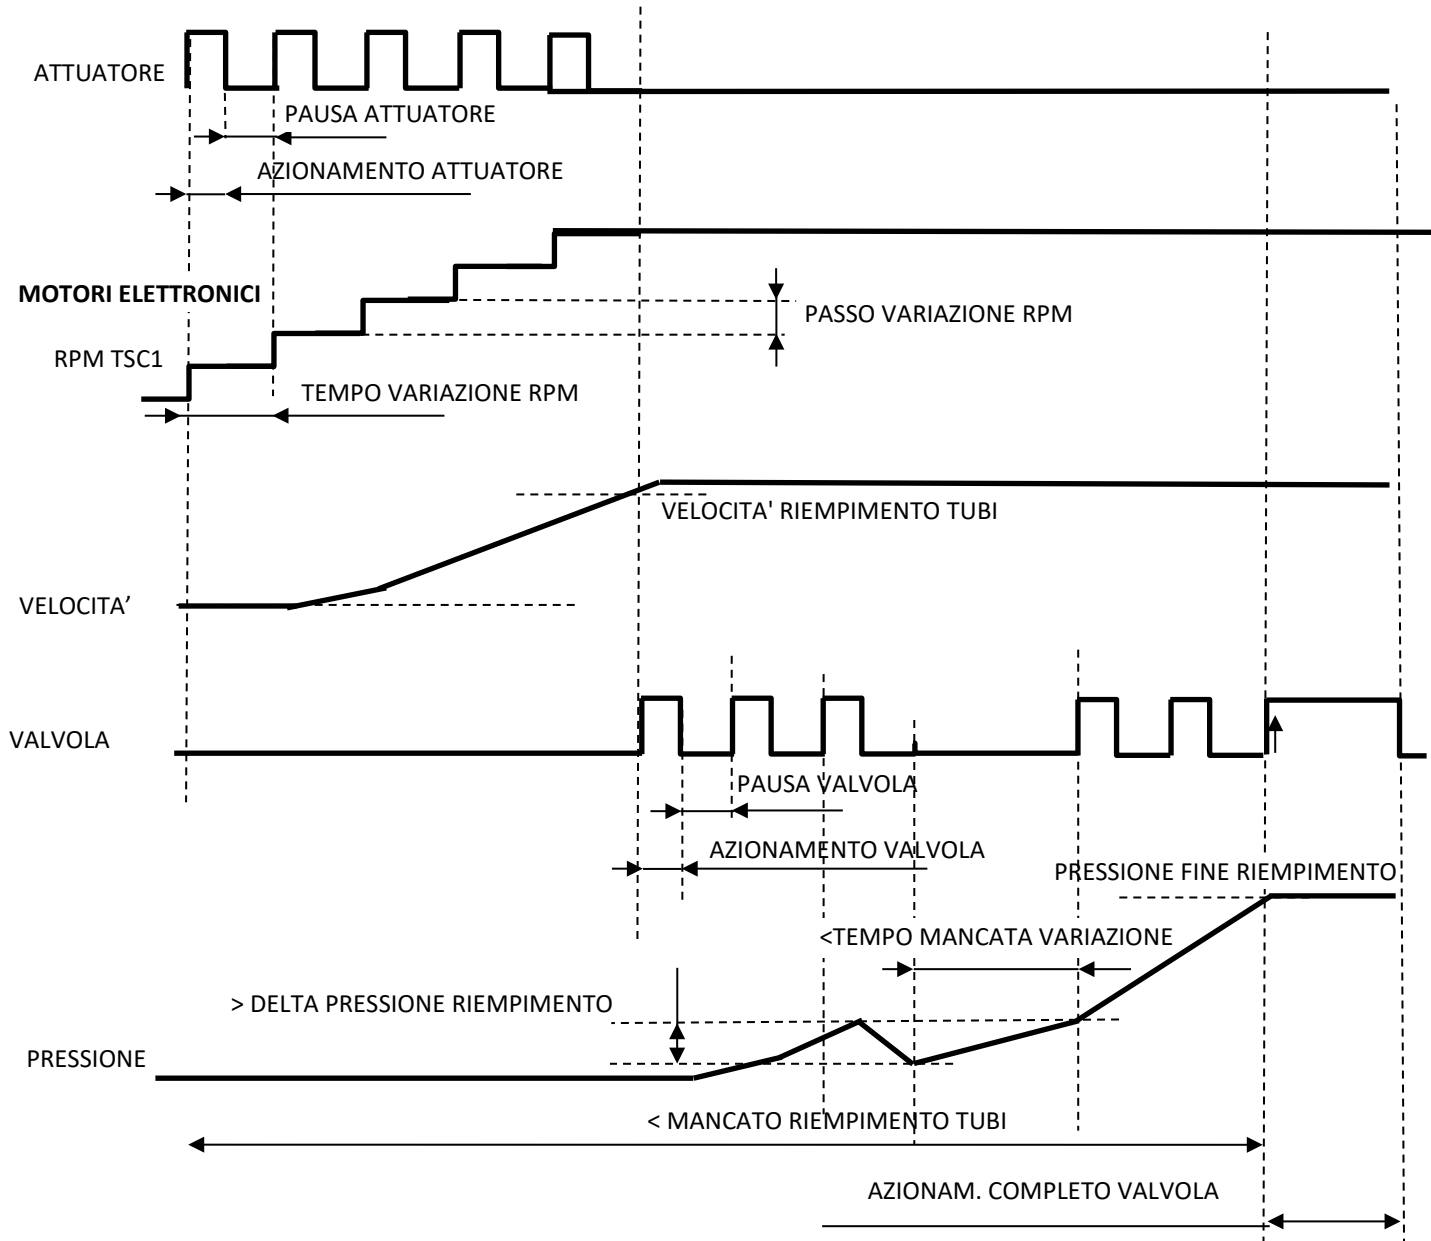 ATTUATORE
PAUSA ATTUATORE
AZIONAMENTO ATTUATORE
MOTORI ELETTRONICI
PASSO VARIAZIONE RPM
RPM TSC1
TEMPO VARIAZIONE RPM
VELOCITA' RIEMPIMENTO TUBI
VELOCITA’
VALVOLA
PAUSA VALVOLA
AZIONAMENTO VALVOLA
PRESSIONE FINE RIEMPIMENTO
<TEMPO MANCATA VARIAZIONE
> DELTA PRESSIONE RIEMPIMENTO
PRESSIONE
< MANCATO RIEMPIMENTO TUBI
AZIONAM. COMPLETO VALVOLA